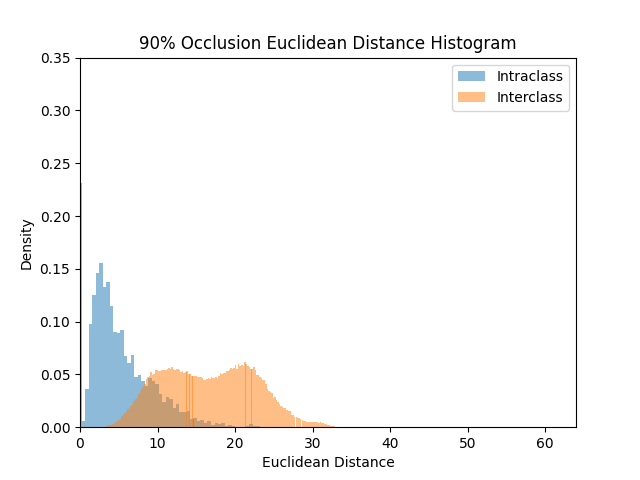 90% Occlusion Euclidean Distance Histogram
Intraclass
Interclass
Density
0.35
0.30
0.25
0.20
0.15
0.10
0.05
0.00
0 10 20 30 40 50 60
Euclidean Distance